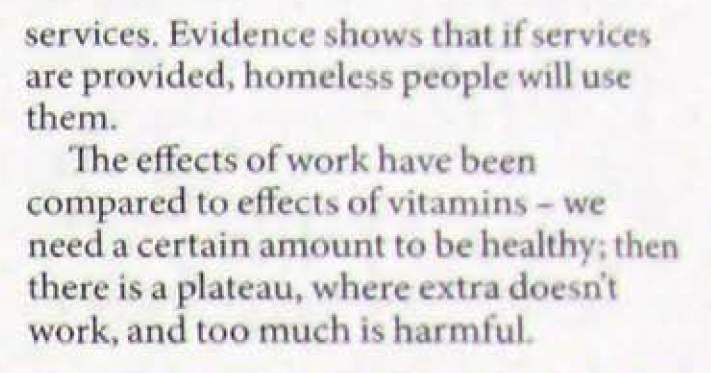 services. Evidence shows that if services
are provided, homeless people will use
them.
The effects of work have been
compared to effects of vitamins – we
need a certain amount to be healthy; then
there is a plateau, where extra doesn't
work, and too much is harmful.